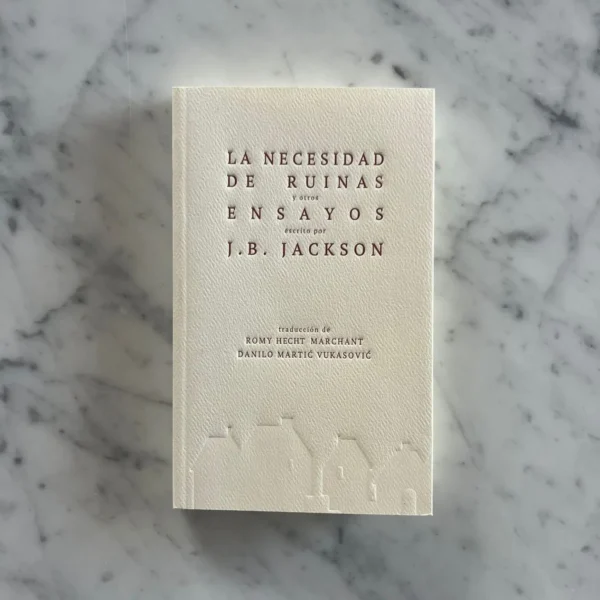 LA NECESIDAD
DE RUINAS
y otros
ENSAYOS
escrito por
J.B. JACKSON
traducción de
ROMY HECHT MARCHANT
DANILO MARTIĆ VUKASOVIĆ